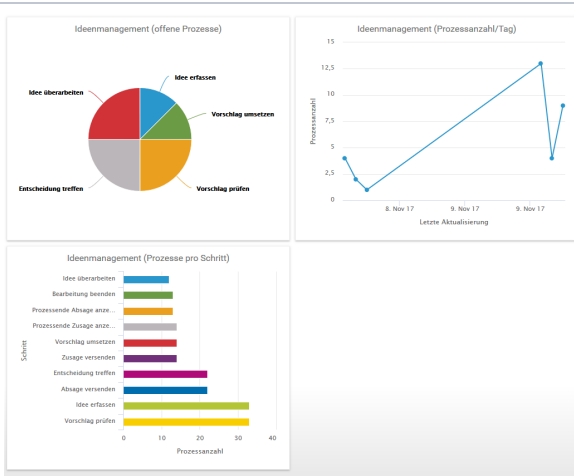 Ideenmanagement (offene Prozesse)
Idee erfassen
Idee überarbeiten
Vorschlag umsetzen
Entscheidung treffen
Vorschlag prüfen
Ideenmanagement (Prozessanzahl/Tag)
15
12,5
10
7,5
5
2,5
0
Prozessanzahl
8. Nov 17
9. Nov 17
9. Nov 17
Letzte Aktualisierung
Ideenmanagement (Prozesse pro Schritt)
Schritt
Idee überarbeiten
Bearbeitung beenden
Prozessende Absage anze...
Prozessende Zusage anze...
Vorschlag umsetzen
Zusage versenden
Entscheidung treffen
Absage versenden
Idee erfassen
Vorschlag prüfen
0 10 20 30 40
Prozessanzahl